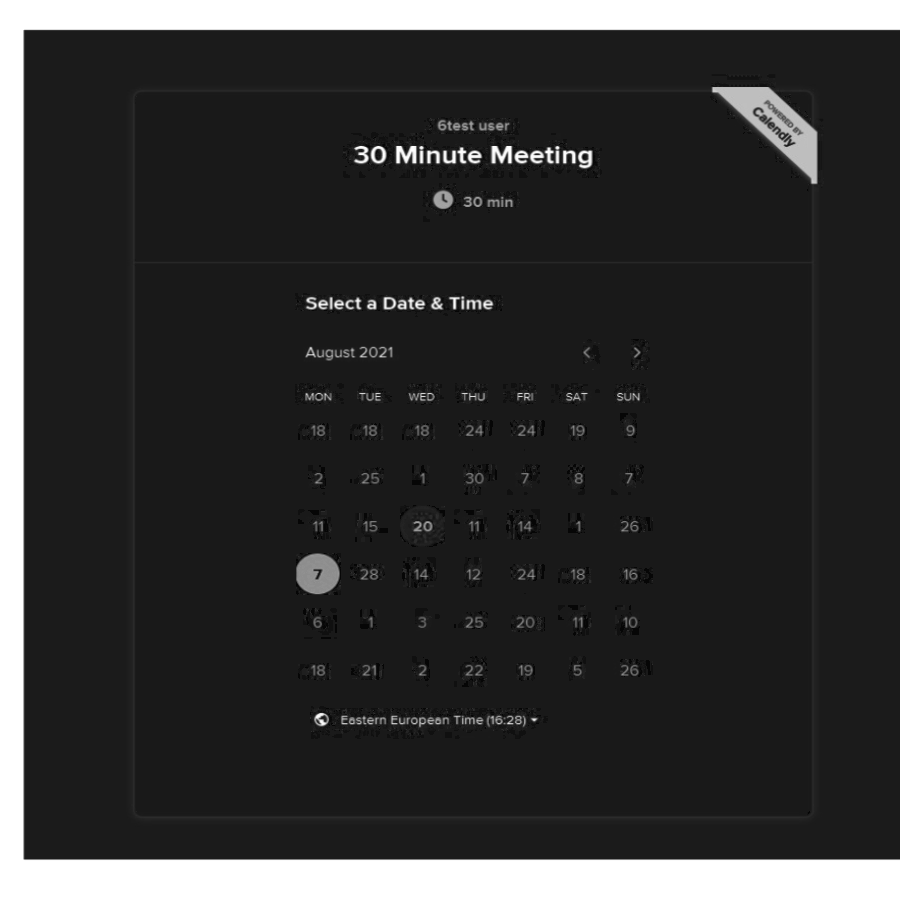 POWERED BY
Calendly
6test user
30 Minute Meeting
30 min
Select a Date & Time
August 2021
MON TUE WED THU FRI SAT SUN
18 18 18 24 24 19 9
2 25 1 30 7 8 7
11 15 20 11 14 1 26
7 28 14 12 24 18 16
6 1 3 25 20 11 10
18 21 2 22 19 5 26
Eastern European Time (16:28)